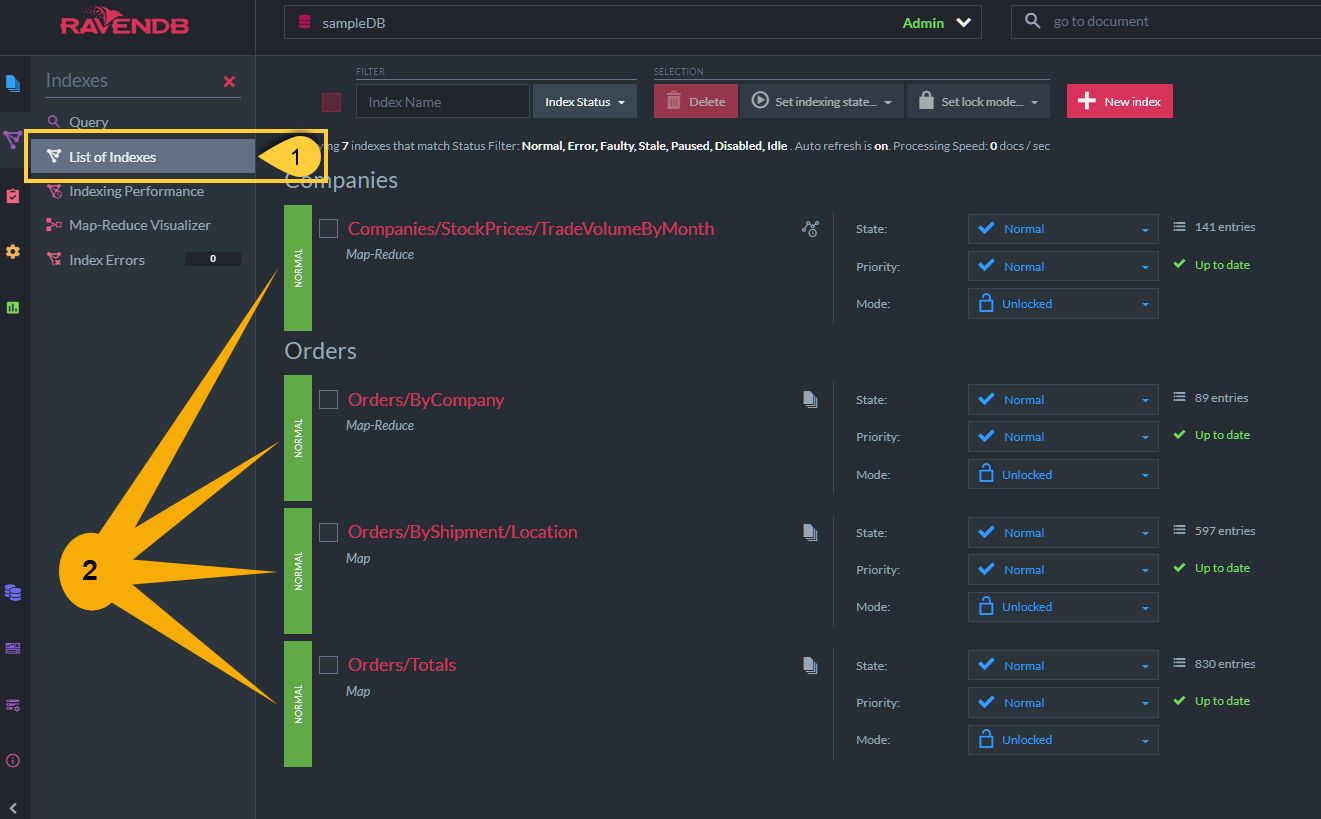 RAVENDB
sampleDB
Admin
go to document
Indexes
Query
List of Indexes
Indexing Performance
Map-Reduce Visualizer
Index Errors 0
1
2
FILTER
Index Name
Index Status
SELECTION
Delete
Set indexing state...
Set lock mode...
New index
7 indexes that match Status Filter: Normal, Error, Faulty, Stale, Paused, Disabled, Idle . Auto refresh is on. Processing Speed: 0 docs / sec
Companies
NORMAL
Companies/StockPrices/TradeVolumeByMonth
Map-Reduce
State: Normal
141 entries
Priority: Normal
Up to date
Mode: Unlocked
Orders
NORMAL
Orders/ByCompany
Map-Reduce
State: Normal
89 entries
Priority: Normal
Up to date
Mode: Unlocked
NORMAL
Orders/ByShipment/Location
Map
State: Normal
597 entries
Priority: Normal
Up to date
Mode: Unlocked
NORMAL
Orders/Totals
Map
State: Normal
830 entries
Priority: Normal
Up to date
Mode: Unlocked